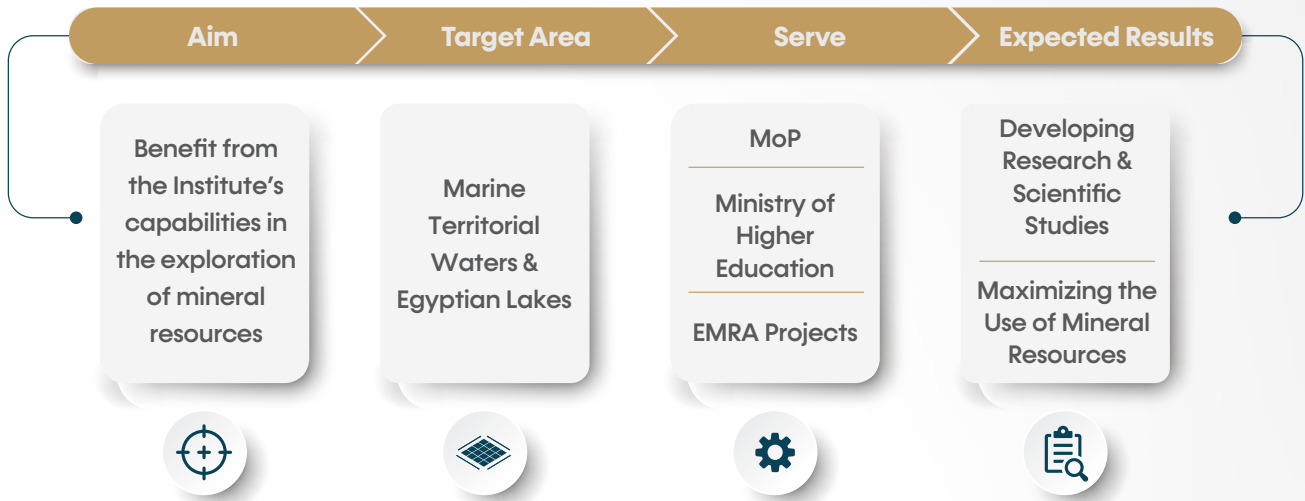 Aim
Target Area
Serve
Expected Results
Benefit from
the Institute's
capabilities in
the exploration
of mineral
resources
Marine
Territorial
Waters &
Egyptian Lakes
MoP
Ministry of
Higher
Education
EMRA Projects
Developing
Research &
Scientific
Studies
Maximizing the
Use of Mineral
Resources